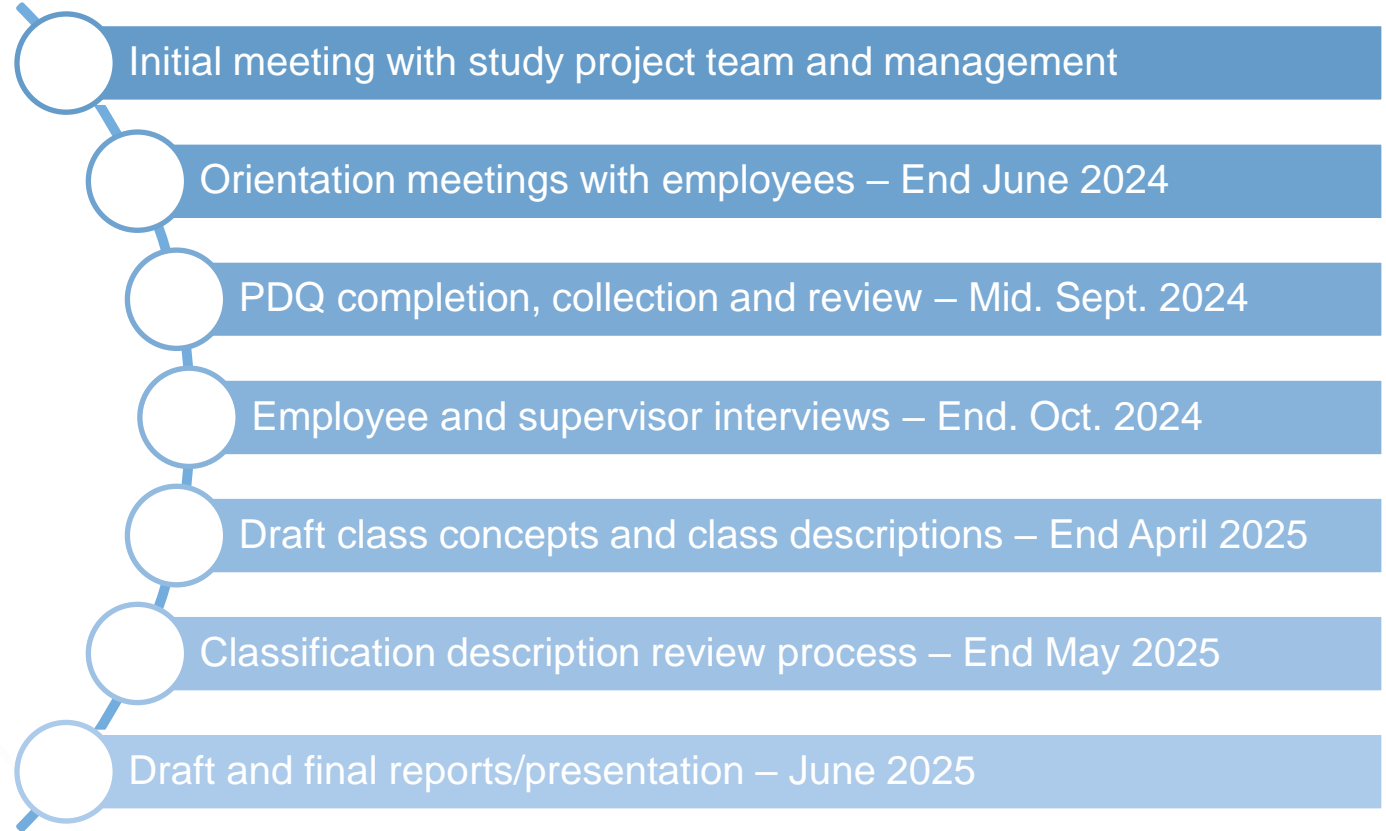 Initial meeting with study project team and management
Orientation meetings with employees – End June 2024
PDQ completion, collection and review – Mid. Sept. 2024
Employee and supervisor interviews – End. Oct. 2024
Draft class concepts and class descriptions – End April 2025
Classification description review process – End May 2025
Draft and final reports/presentation – June 2025